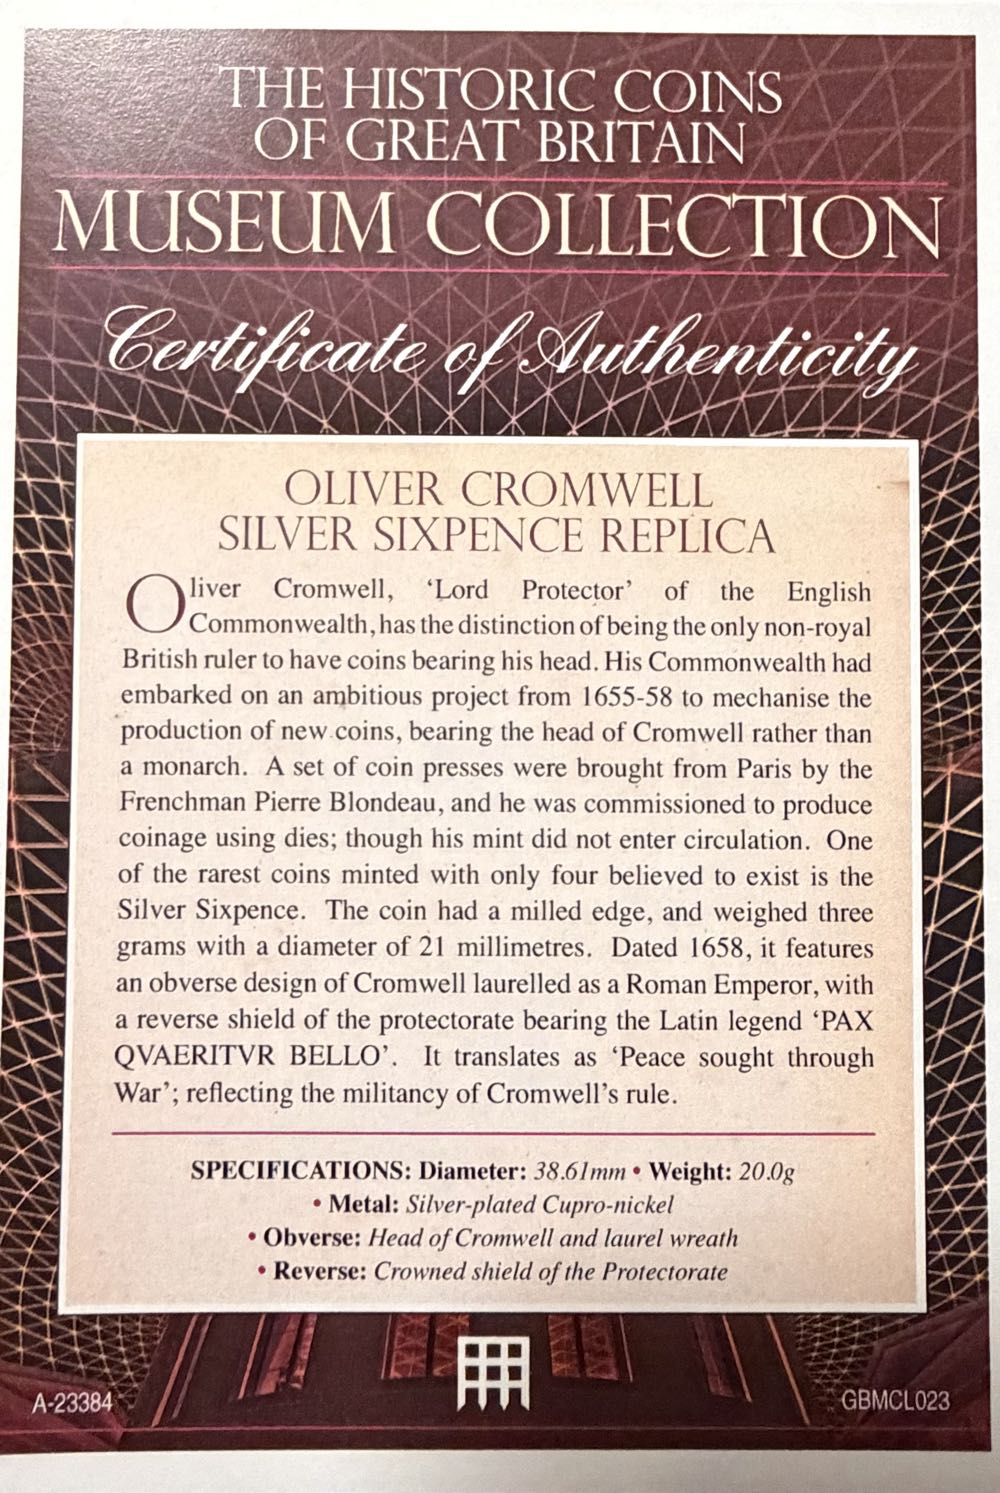 THE HISTORIC COINS
OF GREAT BRITAIN
MUSEUM COLLECTION
Certificate of Authenticity
OLIVER CROMWELL
SILVER SIXPENCE REPLICA
Oliver Cromwell, ‘Lord Protector’ of the English
Commonwealth, has the distinction of being the only non-royal
British ruler to have coins bearing his head. His Commonwealth had
embarked on an ambitious project from 1655-58 to mechanise the
production of new coins, bearing the head of Cromwell rather than
a monarch. A set of coin presses were brought from Paris by the
Frenchman Pierre Blondeau, and he was commissioned to produce
coinage using dies; though his mint did not enter circulation. One
of the rarest coins minted with only four believed to exist is the
Silver Sixpence. The coin had a milled edge, and weighed three
grams with a diameter of 21 millimetres. Dated 1658, it features
an obverse design of Cromwell laurelled as a Roman Emperor, with
a reverse shield of the protectorate bearing the Latin legend ‘PAX
QVAERITVR BELLO’. It translates as ‘Peace sought through
War’; reflecting the militancy of Cromwell’s rule.
SPECIFICATIONS: Diameter: 38.61mm • Weight: 20.0g
• Metal: Silver-plated Cupro-nickel
• Obverse: Head of Cromwell and laurel wreath
• Reverse: Crowned shield of the Protectorate
A-23384
GBMCL023